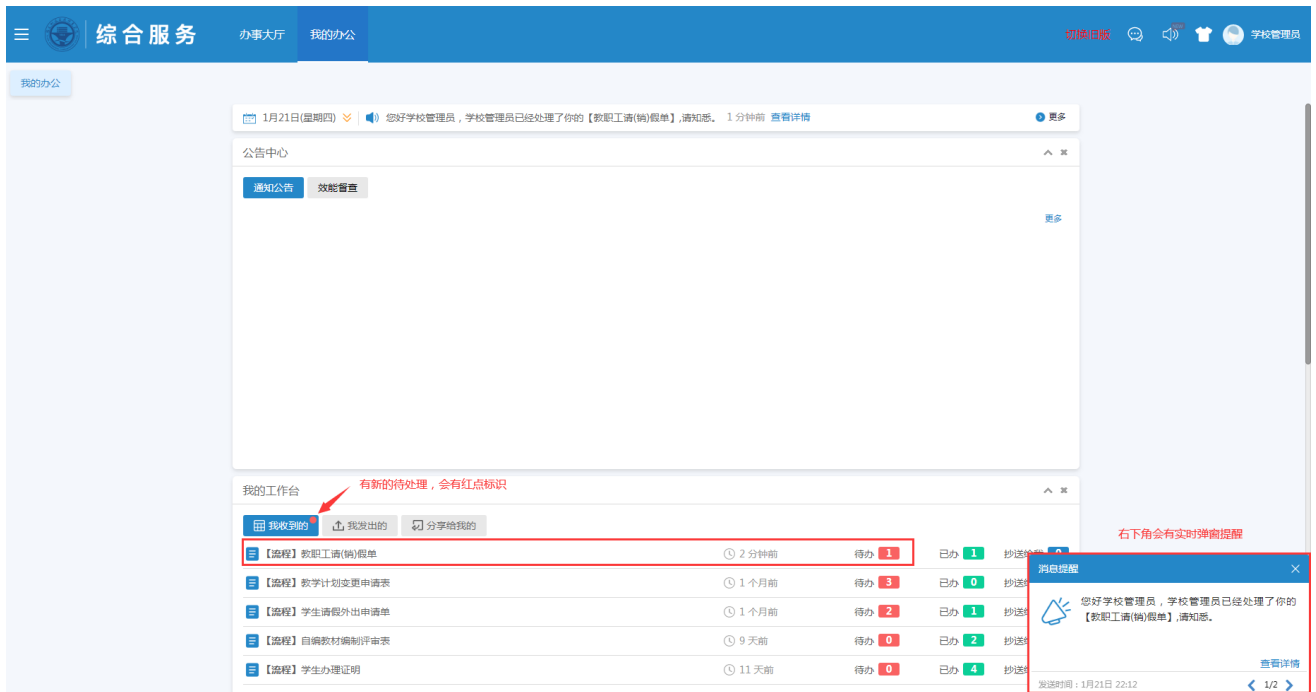 综合服务 办事大厅 我的办公 切换旧版 学校管理员
我的办公
1月21日(星期四) 您好学校管理员，学校管理员已经处理了你的【教职工请(销)假单】,请知悉。 1 分钟前 查看详情 更多
公告中心
通知公告 效能督查
更多
有新的待处理，会有红点标识
我的工作台
我收到的 我发出的 分享给我的
右下角会有实时弹窗提醒
【流程】教职工请(销)假单 2 分钟前 待办 1 已办 1
【流程】教学计划变更申请表 1 个月前 待办 3 已办 0
【流程】学生请假外出申请单 1 个月前 待办 2 已办 1
【流程】自编教材编制评审表 9 天前 待办 0 已办 2
【流程】学生办理证明 11 天前 待办 0 已办 4
消息提醒
您好学校管理员，学校管理员已经处理了你的
【教职工请(销)假单】,请知悉。
查看详情
发送时间：1月21日 22:12 1/2